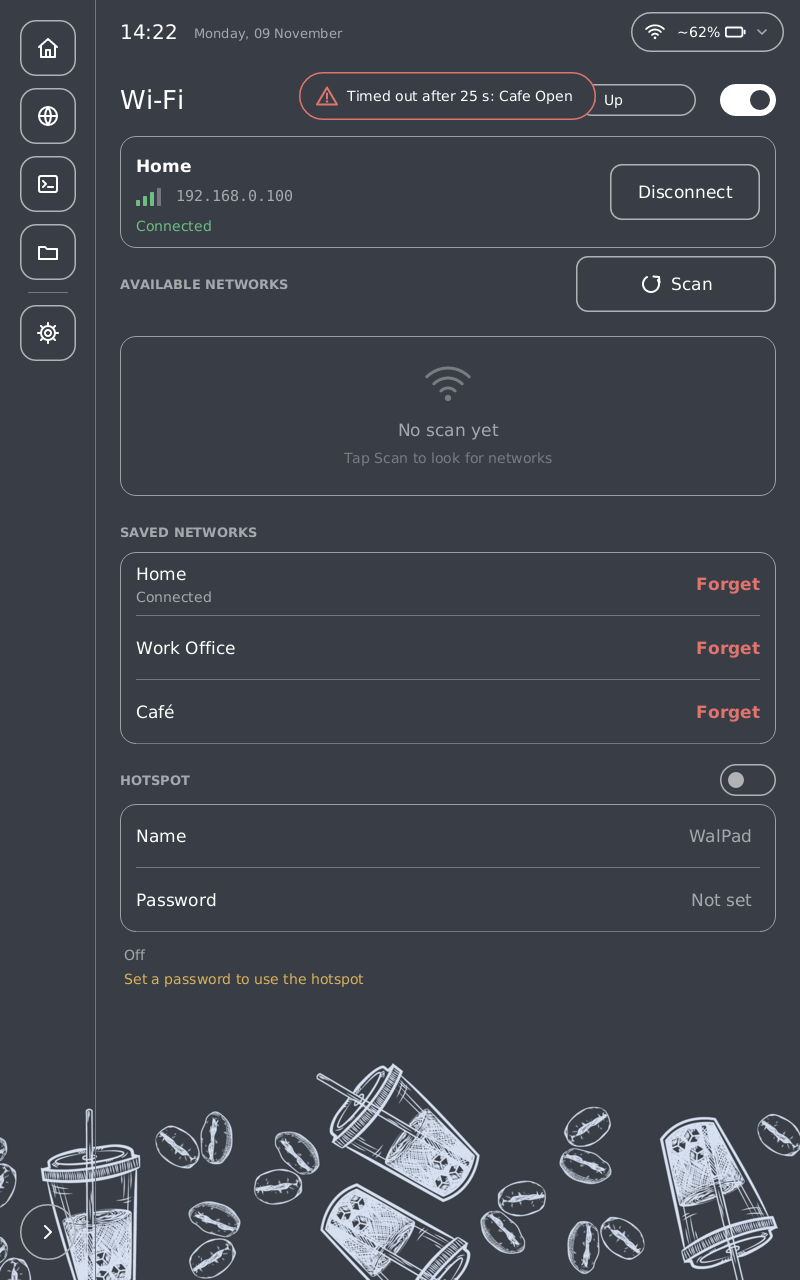 14:22 Monday, 09 November
~62%
Wi-Fi
Timed out after 25 s: Cafe Open
Up
Home
192.168.0.100
Connected
Disconnect
AVAILABLE NETWORKS
Scan
No scan yet
Tap Scan to look for networks
SAVED NETWORKS
Home
Connected
Forget
Work Office
Forget
Café
Forget
HOTSPOT
Name
WalPad
Password
Not set
Off
Set a password to use the hotspot